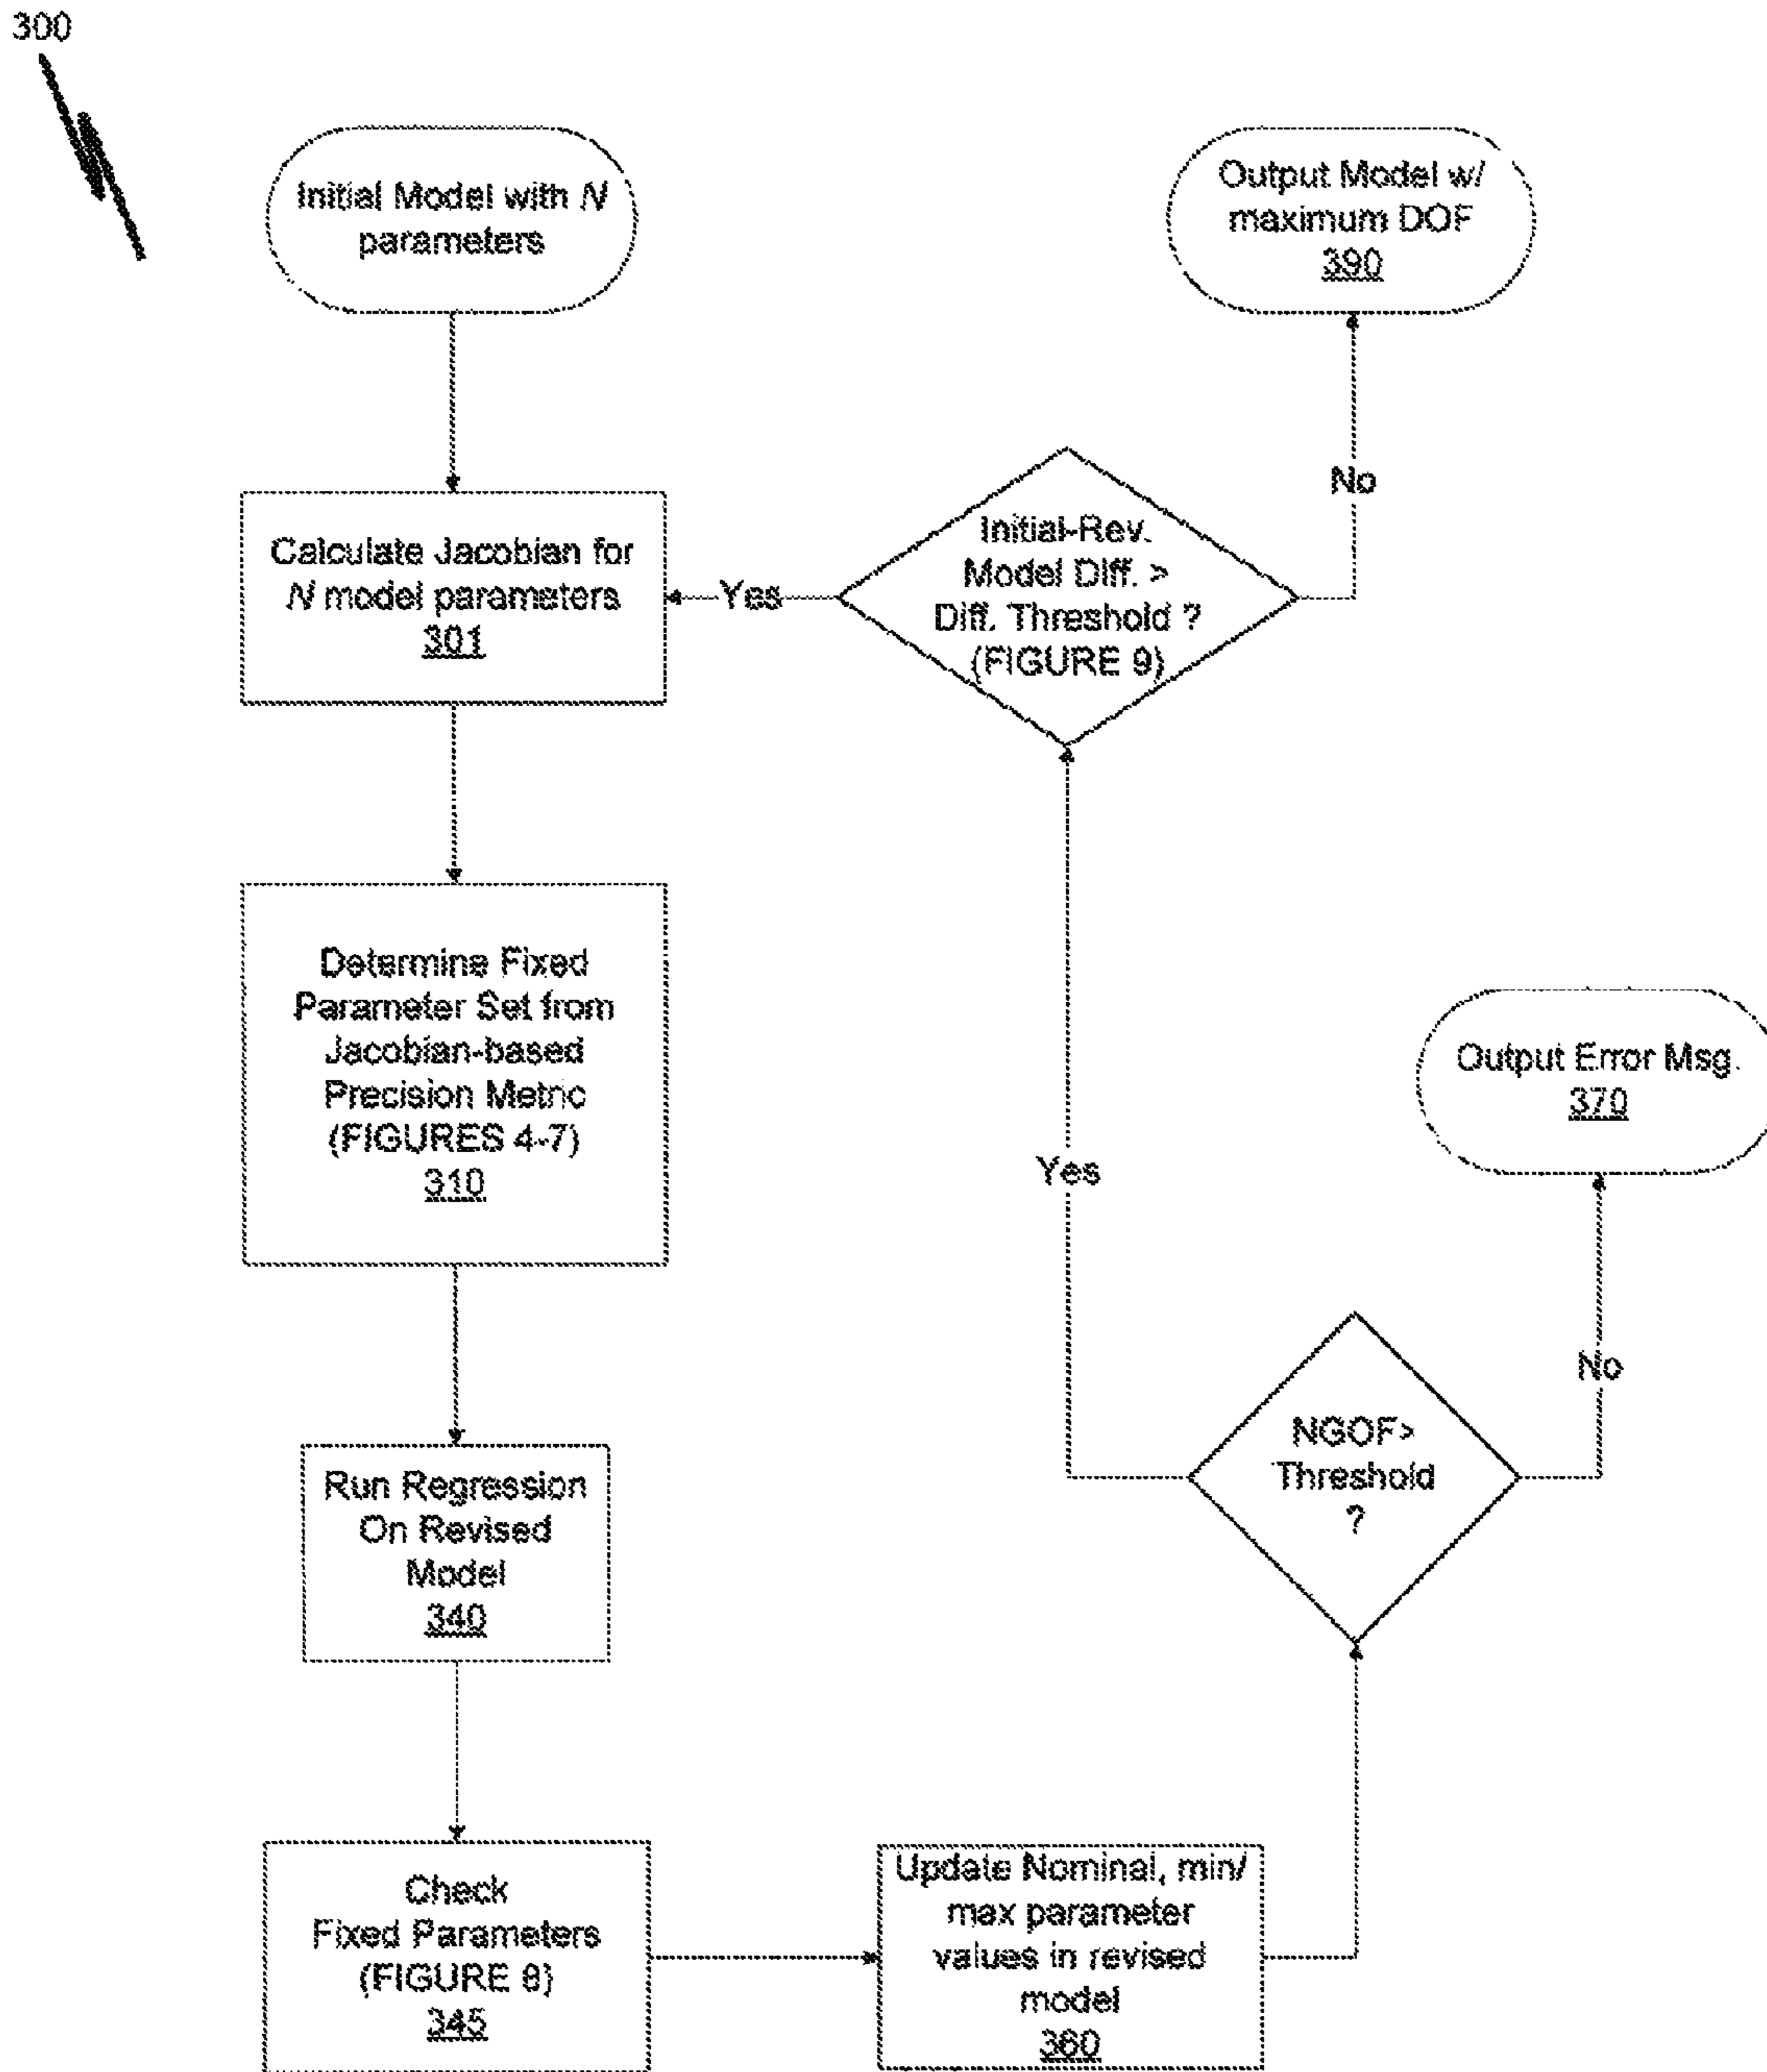 300
Initial Model with N
parameters
Output Model w/
maximum DOF
390
Calculate Jacobian for
N model parameters
301
Yes
Initial-Rev.
Model Diff. >
Diff. Threshold ?
(FIGURE 9)
No
Determine Fixed
Parameter Set from
Jacobian-based
Precision Metric
(FIGURES 4-7)
310
Output Error Msg.
370
Yes
No
NGOF>
Threshold
?
Run Regression
On Revised
Model
340
Check
Fixed Parameters
(FIGURE 8)
345
Update Nominal, min/
max parameter
values in revised
model
360